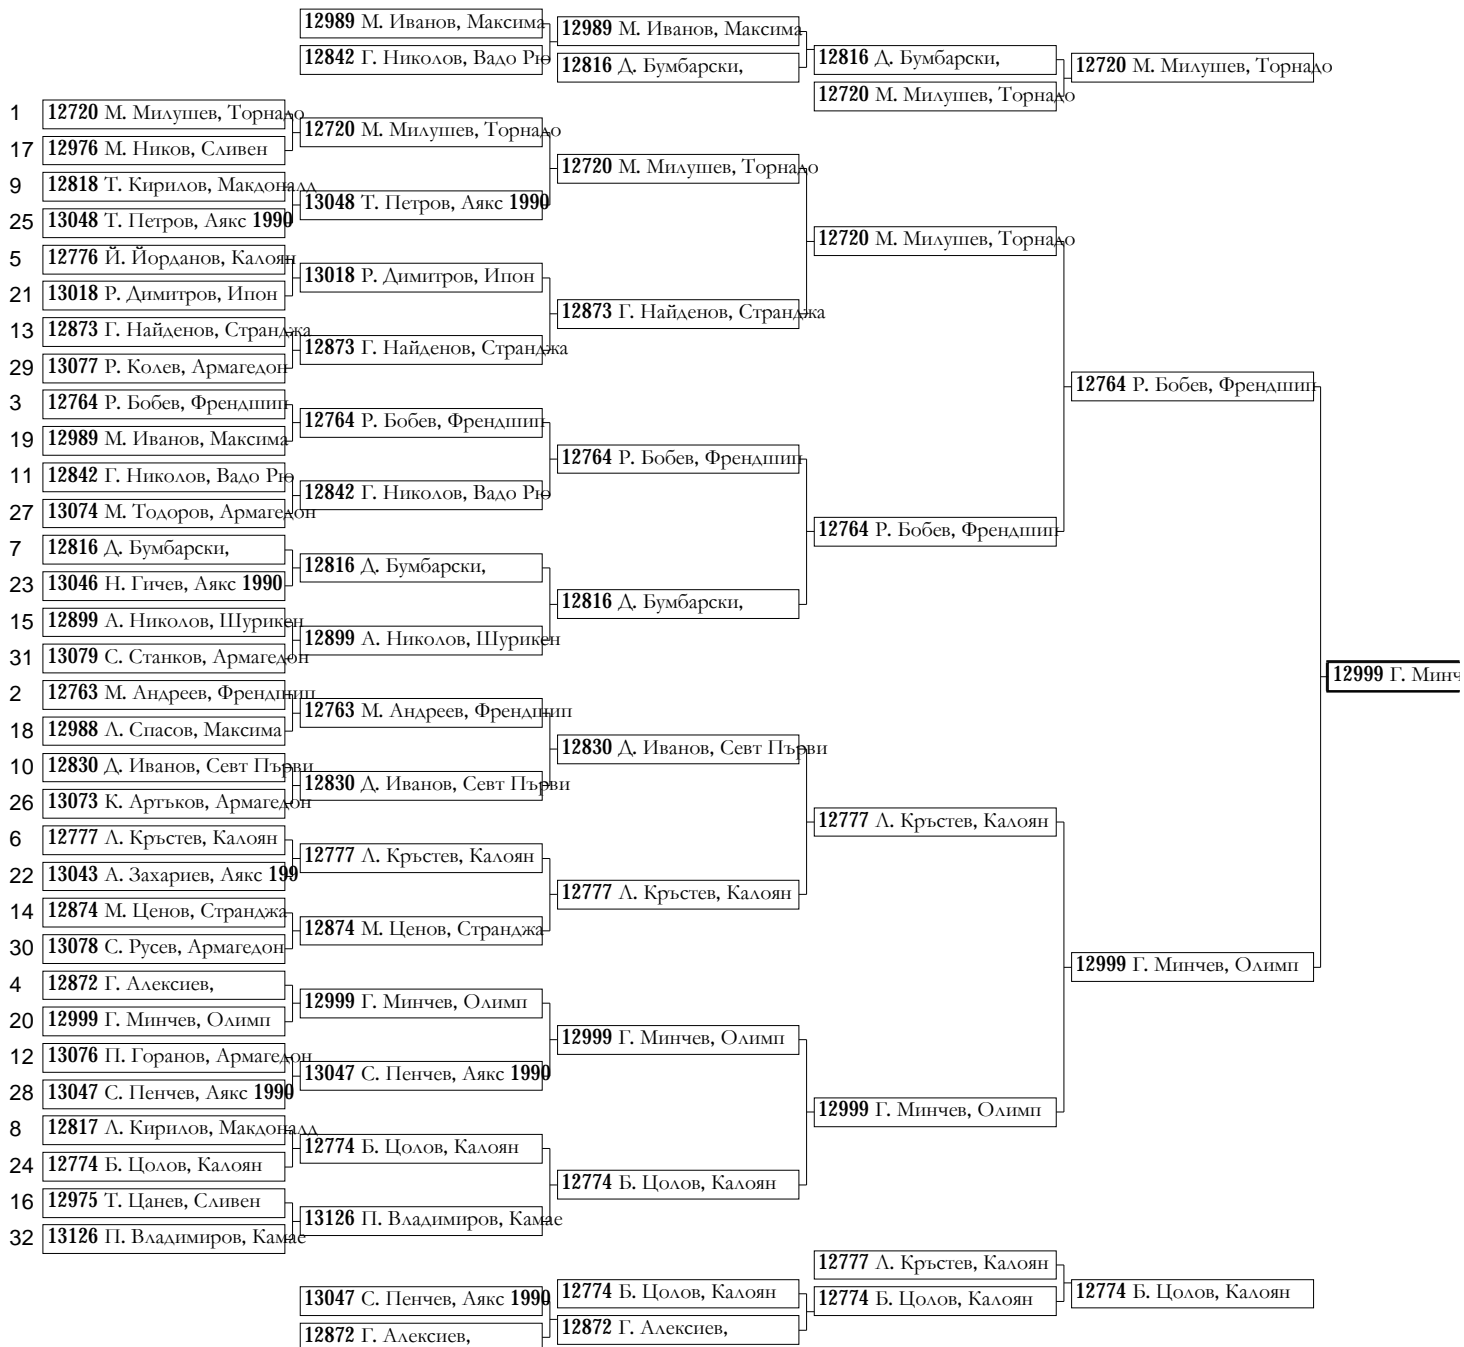 12989 М. Иванов, Максима
12842 Г. Николов, Вадо Рю
12989 М. Иванов, Максима
12816 Д. Бумбарски,
12816 Д. Бумбарски,
12720 М. Милушев, Торнадо
12720 М. Милушев, Торнадо
1 12720 М. Милушев, Торнадо
17 12976 М. Ников, Сливен
9 12818 Т. Кирилов, Макдоналд
25 13048 Т. Петров, Аякс 1990
5 12776 Й. Йорданов, Калоян
21 13018 Р. Димитров, Ипон
13 12873 Г. Найденов, Странджа
29 13077 Р. Колев, Армагедон
3 12764 Р. Бобев, Френдшип
19 12989 М. Иванов, Максима
11 12842 Г. Николов, Вадо Рю
27 13074 М. Тодоров, Армагедон
7 12816 Д. Бумбарски,
23 13046 Н. Гичев, Аякс 1990
15 12899 А. Николов, Шурикен
31 13079 С. Станков, Армагедон
2 12763 М. Андреев, Френдшип
18 12988 Л. Спасов, Максима
10 12830 Д. Иванов, Севт Първи
26 13073 К. Артъков, Армагедон
6 12777 Л. Кръстев, Калоян
22 13043 А. Захариев, Аякс 199
14 12874 М. Ценов, Странджа
30 13078 С. Русев, Армагедон
4 12872 Г. Алексиев,
20 12999 Г. Минчев, Олимп
12 13076 П. Горанов, Армагедон
28 13047 С. Пенчев, Аякс 1990
8 12817 Л. Кирилов, Макдоналд
24 12774 Б. Цолов, Калоян
16 12975 Т. Цанев, Сливен
32 13126 П. Владимиров, Камае
12720 М. Милушев, Торнадо
13048 Т. Петров, Аякс 1990
13018 Р. Димитров, Ипон
12873 Г. Найденов, Странджа
12764 Р. Бобев, Френдшип
12842 Г. Николов, Вадо Рю
12816 Д. Бумбарски,
12899 А. Николов, Шурикен
12763 М. Андреев, Френдшип
12830 Д. Иванов, Севт Първи
12777 Л. Кръстев, Калоян
12874 М. Ценов, Странджа
12999 Г. Минчев, Олимп
13047 С. Пенчев, Аякс 1990
12774 Б. Цолов, Калоян
13126 П. Владимиров, Камае
12720 М. Милушев, Торнадо
12873 Г. Найденов, Странджа
12764 Р. Бобев, Френдшип
12816 Д. Бумбарски,
12830 Д. Иванов, Севт Първи
12777 Л. Кръстев, Калоян
12999 Г. Минчев, Олимп
12774 Б. Цолов, Калоян
12720 М. Милушев, Торнадо
12764 Р. Бобев, Френдшип
12777 Л. Кръстев, Калоян
12999 Г. Минчев, Олимп
12764 Р. Бобев, Френдшип
12999 Г. Минчев, Олимп
12999 Г. Минч
13047 С. Пенчев, Аякс 1990
12872 Г. Алексиев,
12774 Б. Цолов, Калоян
12872 Г. Алексиев,
12777 Л. Кръстев, Калоян
12774 Б. Цолов, Калоян
12774 Б. Цолов, Калоян